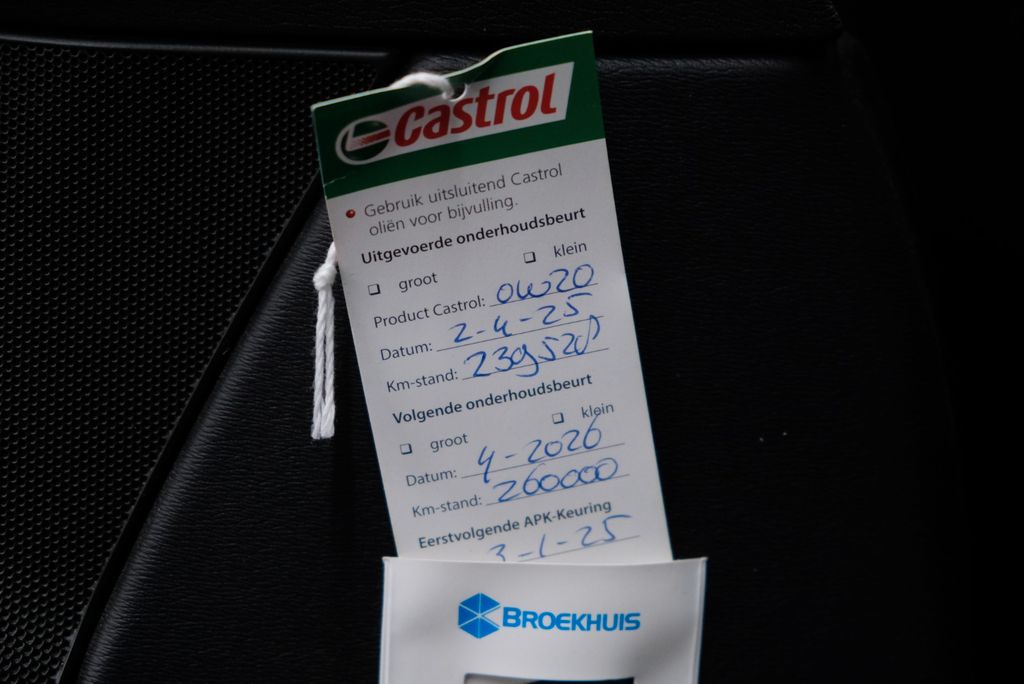 Castrol
Gebruik uitsluitend Castrol
oliën voor bijvulling.
Uitgevoerde onderhoudsbeurt
groot klein
Product Castrol: 0W20
Datum: 2-4-25
Km-stand:
Volgende onderhoudsbeurt
groot klein
Datum: 4-2026
Km-stand: 260000
Eerstvolgende APK-Keuring
3-1-25
BROEKHUIS